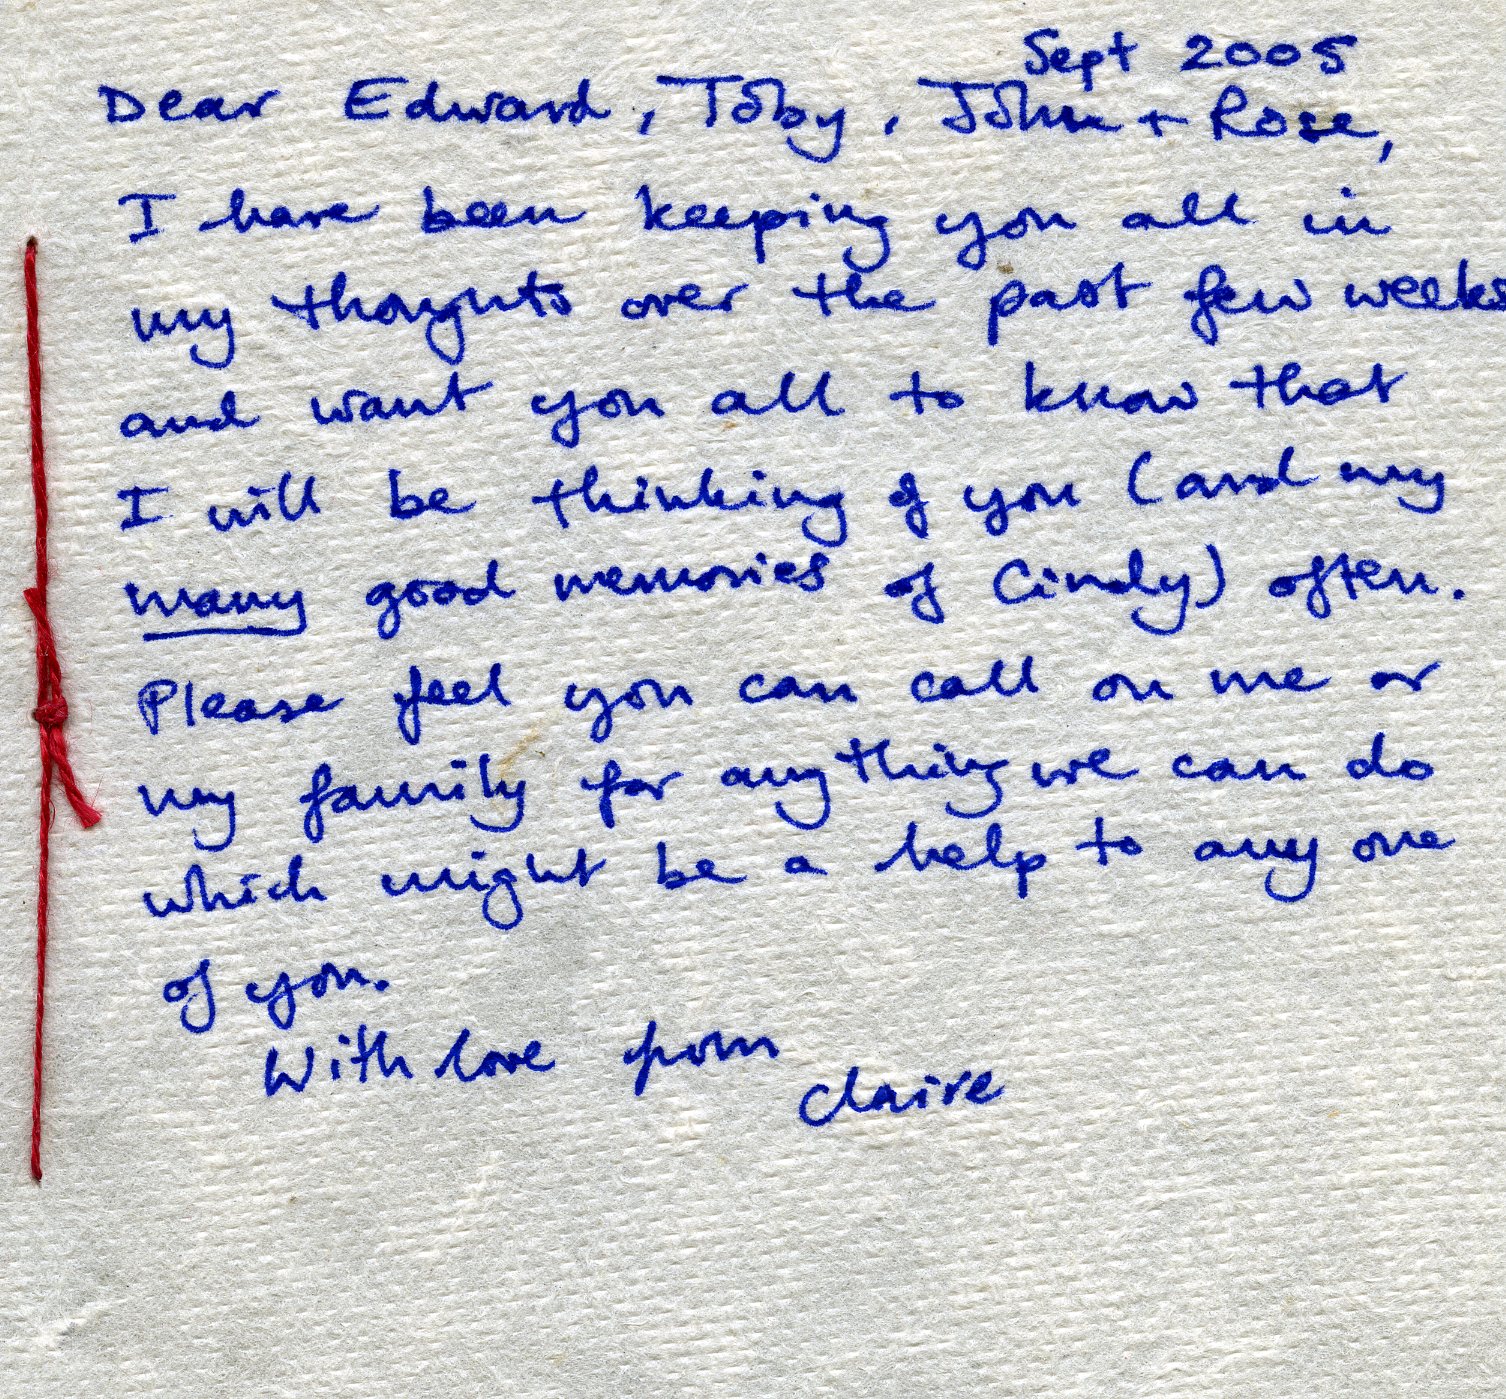 Sept 2005
Dear Edward, Toby, John + Rose,
I have been keeping you all in
my thoughts over the past few weeks
and want you all to know that
I will be thinking of you (and my
many good memories of Cindy) often.
Please feel you can call on me or
my family for anything we can do
which might be a help to any one
of you.
With love from
Claire